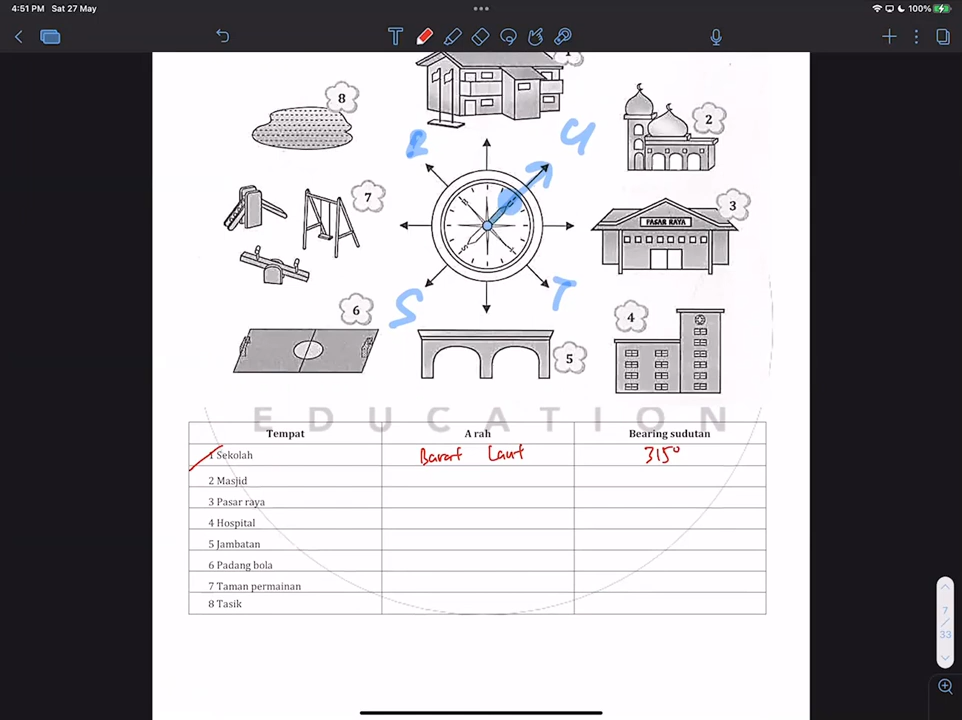 4:51 PM Sat 27 May
100%
T
1
8
B
U
2
7
3
PASAR RAYA
S
T
6
4
5
EDUCATION
Tempat Arah Bearing sudutan
1 Sekolah Barat Laut 315°
2 Masjid
3 Pasar raya
4 Hospital
5 Jambatan
6 Padang bola
7 Taman permainan
8 Tasik
7
/
33